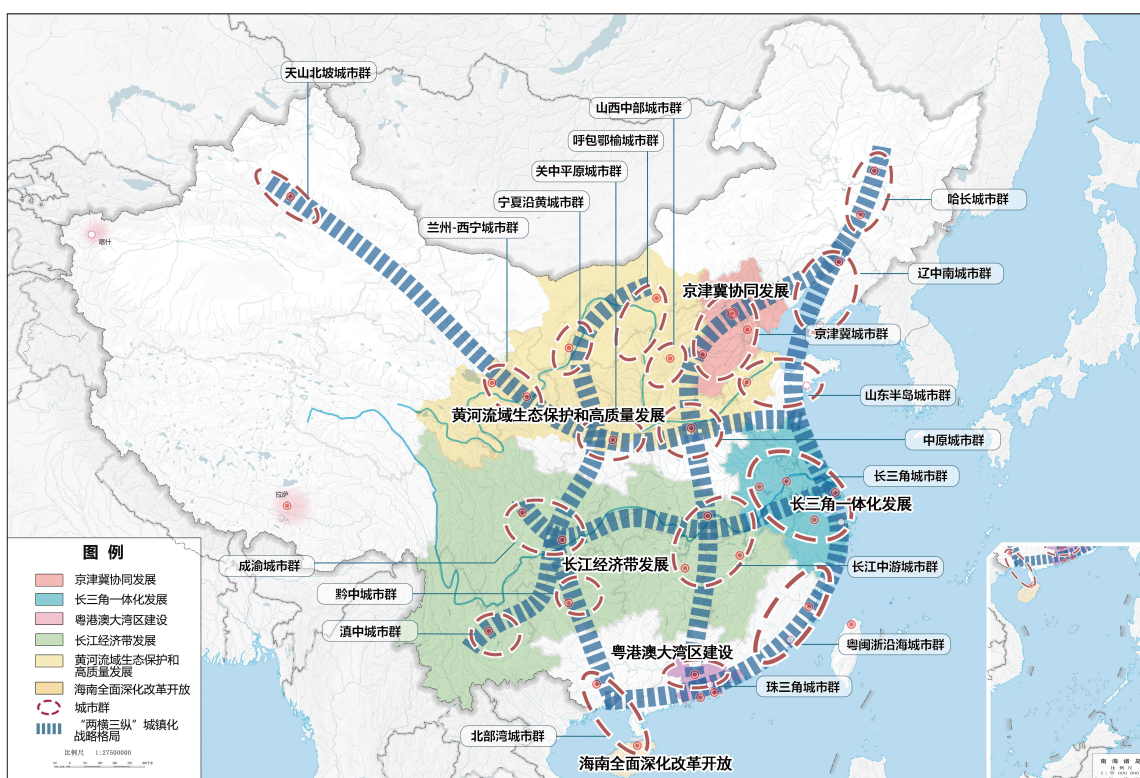 天山北坡城市群
山西中部城市群
呼包鄂榆城市群
关中平原城市群
宁夏沿黄城市群
兰州-西宁城市群
哈长城市群
喀什
辽中南城市群
京津冀协同发展
京津冀城市群
山东半岛城市群
黄河流域生态保护和高质量发展
中原城市群
长三角城市群
拉萨
长三角一体化发展
成渝城市群
长江经济带发展
长江中游城市群
黔中城市群
滇中城市群
粤港澳大湾区建设
粤闽浙沿海城市群
珠三角城市群
北部湾城市群
海南全面深化改革开放
图 例
京津冀协同发展
长三角一体化发展
粤港澳大湾区建设
长江经济带发展
黄河流域生态保护和
高质量发展
海南全面深化改革开放
城市群
“两横三纵”城镇化
战略格局
比例尺 1:27500000
南海诸岛
比例尺